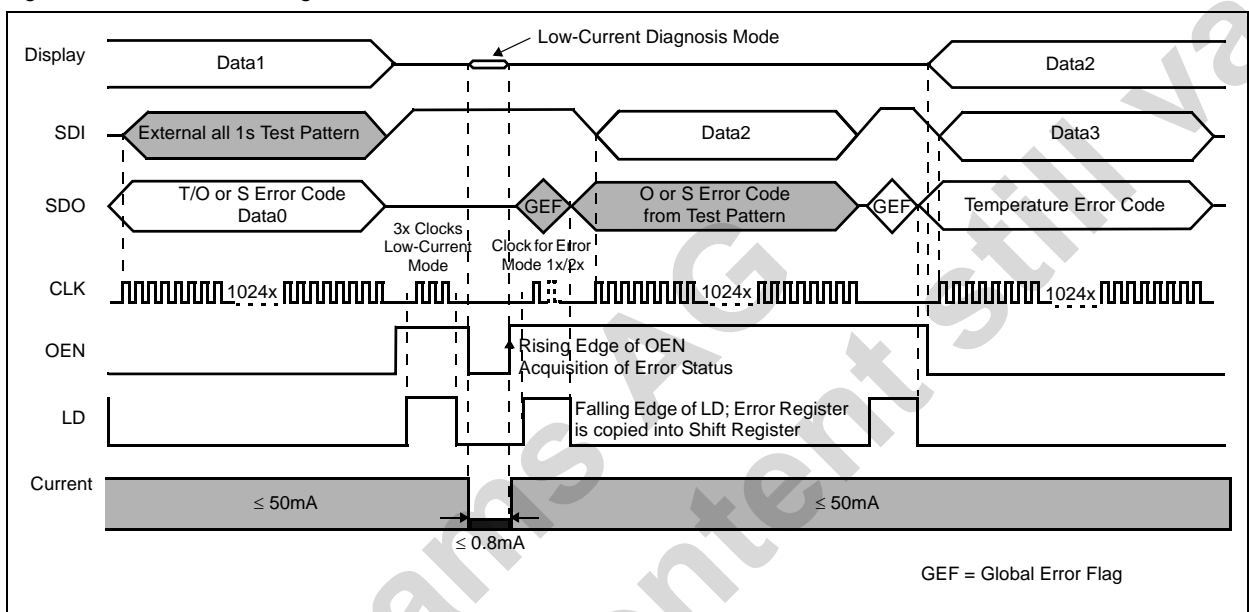 Display
Low-Current Diagnosis Mode
Data1
Data2
SDI
External all 1s Test Pattern
Data2
Data3
SDO
T/O or S Error Code
Data0
GEF
O or S Error Code
from Test Pattern
GEF
Temperature Error Code
3x Clocks
Low-Current
Mode
Clock for Error
Mode 1x/2x
CLK
1024x
1024x
1024x
OEN
Rising Edge of OEN
Acquisition of Error Status
LD
Falling Edge of LD; Error Register
is copied into Shift Register
Current
≤ 50mA
≤ 50mA
≤ 0.8mA
GEF = Global Error Flag
ams AG
still va